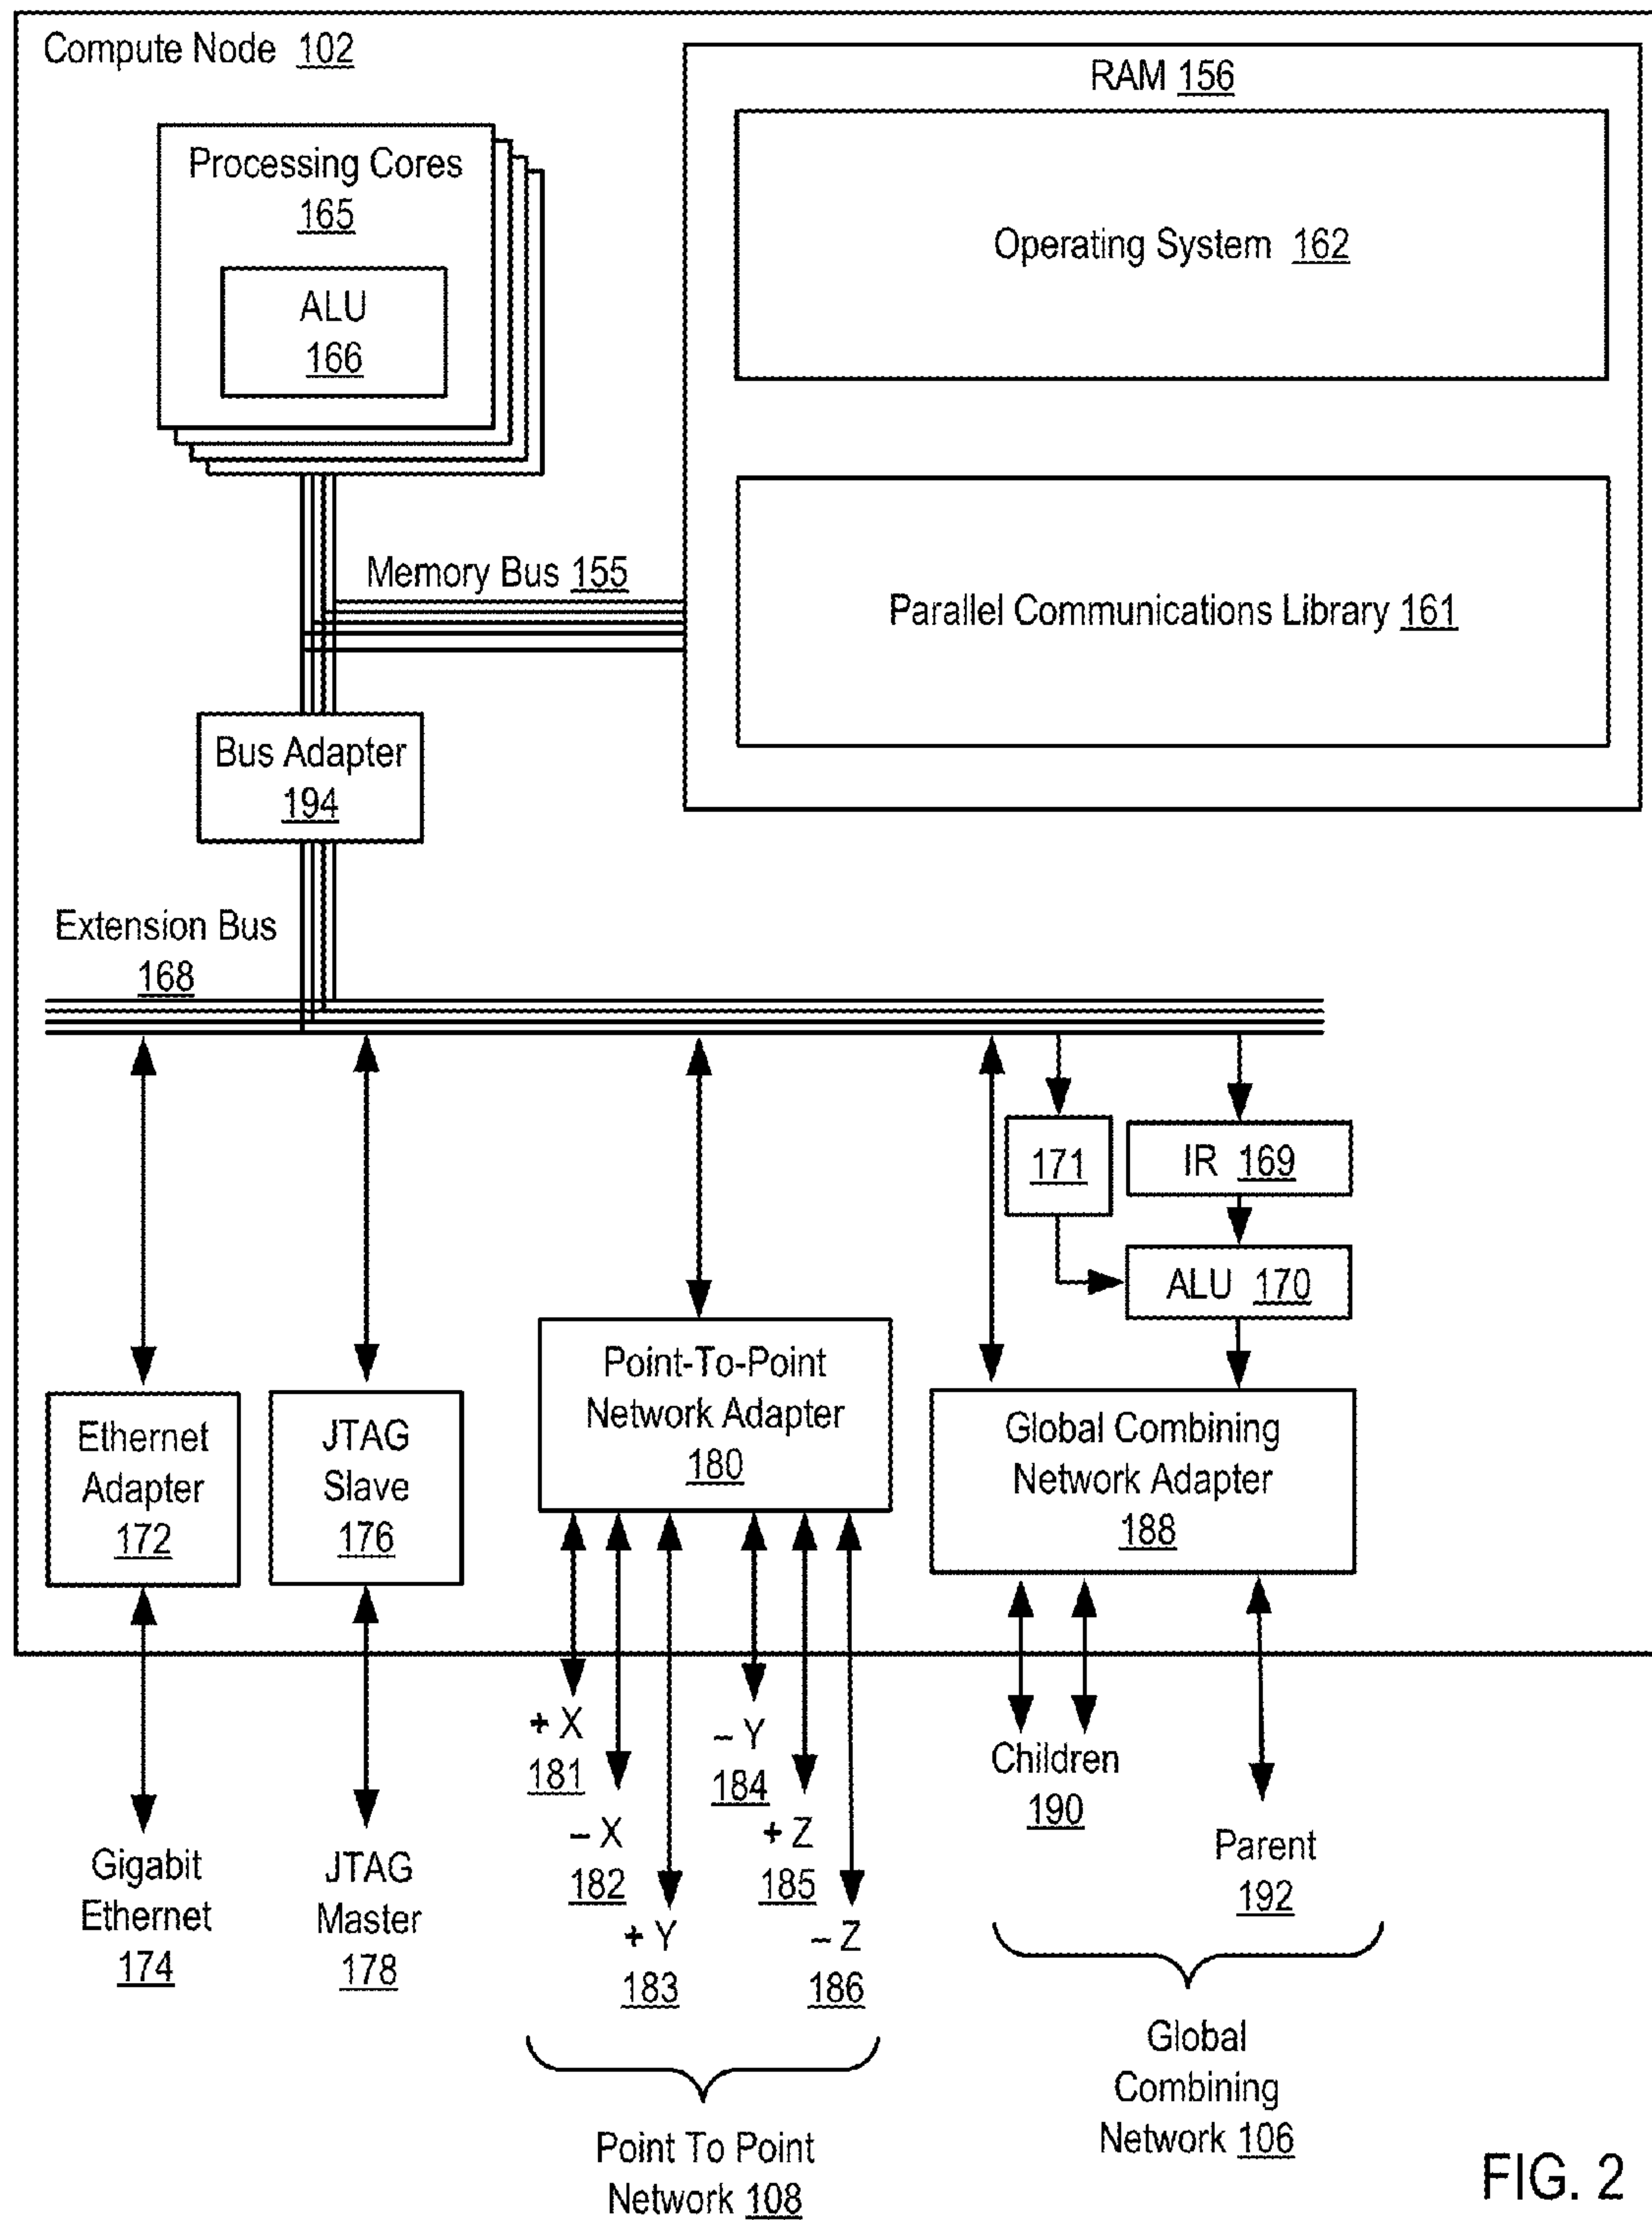 Compute Node 102
RAM 156
Processing Cores
165
ALU
166
Operating System 162
Memory Bus 155
Parallel Communications Library 161
Bus Adapter
194
Extension Bus
168
171
IR 169
ALU 170
Ethernet
Adapter
172
JTAG
Slave
176
Point-To-Point
Network Adapter
180
Global Combining
Network Adapter
188
+ X
181
– X
182
+ Y
183
– Y
184
+ Z
185
– Z
186
Children
190
Parent
192
Gigabit
Ethernet
174
JTAG
Master
178
Point To Point
Network 108
Global
Combining
Network 106
FIG. 2